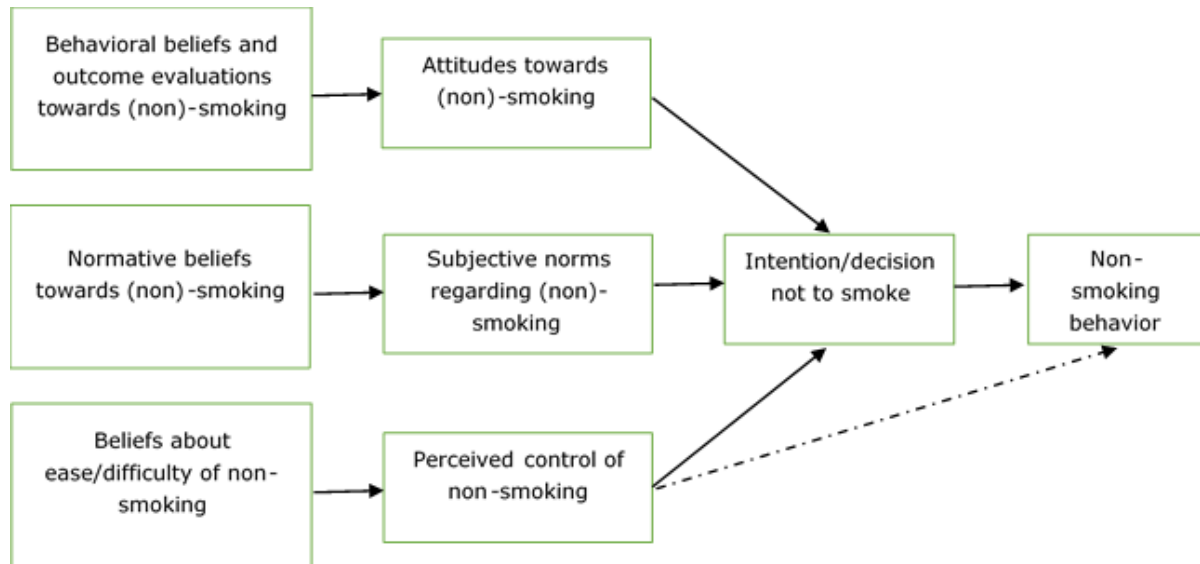 Behavioral beliefs and
outcome evaluations
towards (non)-smoking
Attitudes towards
(non)-smoking
Normative beliefs
towards (non)-smoking
Subjective norms
regarding (non)-
smoking
Intention/decision
not to smoke
Non-
smoking
behavior
Beliefs about
ease/difficulty of non-
smoking
Perceived control of
non-smoking